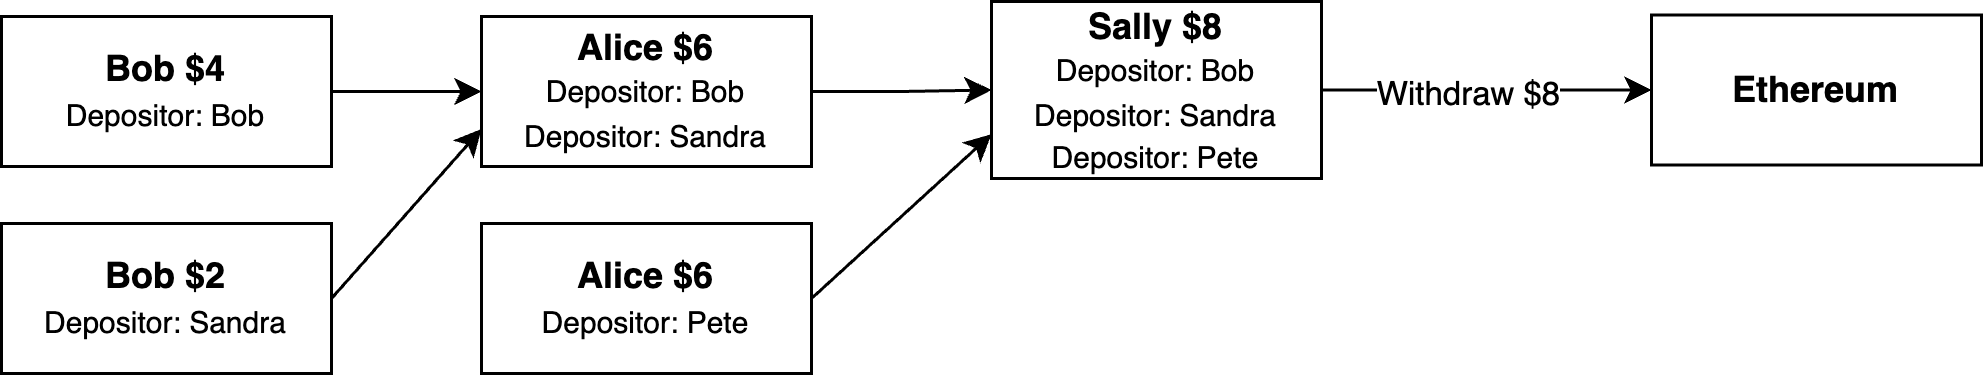 Bob $4
Depositor: Bob
Alice $6
Depositor: Bob
Depositor: Sandra
Sally $8
Depositor: Bob
Depositor: Sandra
Depositor: Pete
Withdraw $8
Ethereum
Bob $2
Depositor: Sandra
Alice $6
Depositor: Pete